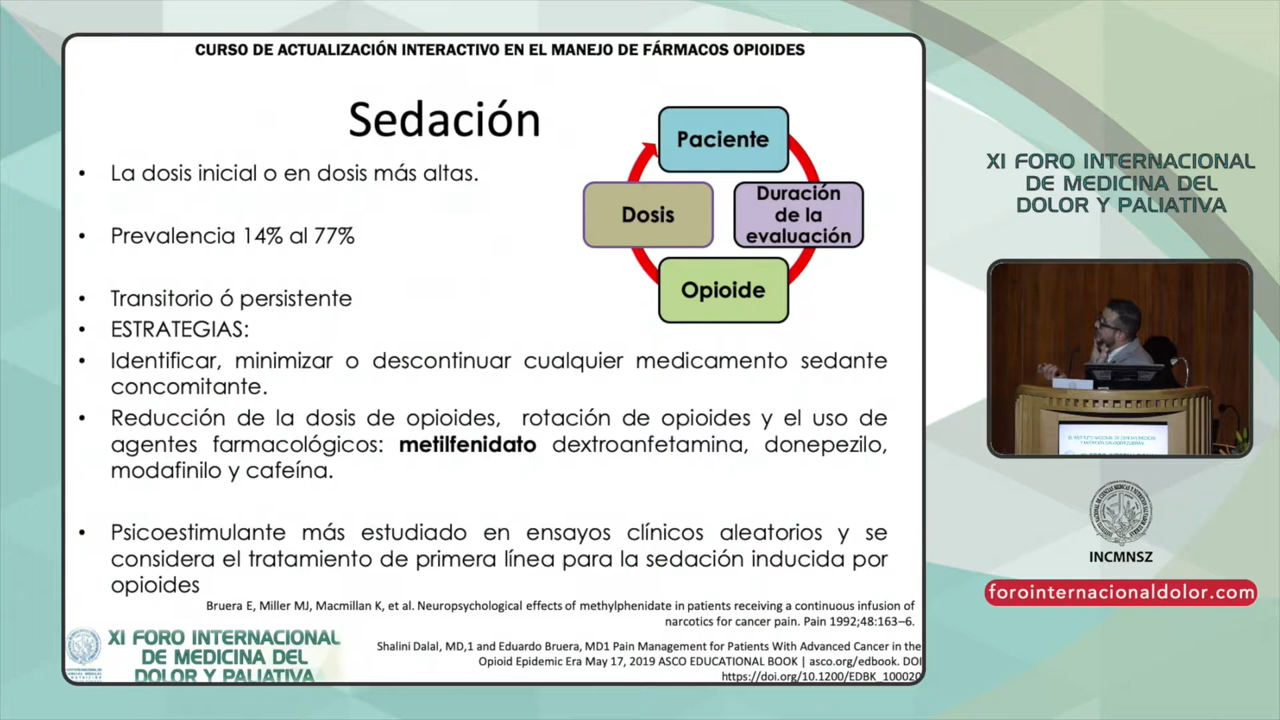 CURSO DE ACTUALIZACIÓN INTERACTIVO EN EL MANEJO DE FÁRMACOS OPIOIDES
Sedación
• La dosis inicial o en dosis más altas.
• Prevalencia 14% al 77%
• Transitorio ó persistente
• ESTRATEGIAS:
• Identificar, minimizar o descontinuar cualquier medicamento sedante
concomitante.
• Reducción de la dosis de opioides, rotación de opioides y el uso de
agentes farmacológicos: metilfenidato dextroanfetamina, donepezilo,
modafinilo y cafeína.
• Psicoestimulante más estudiado en ensayos clínicos aleatorios y se
considera el tratamiento de primera línea para la sedación inducida por
opioides
Paciente
Dosis
Duración
de la
evaluación
Opioide
Bruera E, Miller MJ, Macmillan K, et al. Neuropsychological effects of methylphenidate in patients receiving a continuous infusion of
narcotics for cancer pain. Pain 1992;48:163–6.
Shalini Dalal, MD,1 and Eduardo Bruera, MD1 Pain Management for Patients With Advanced Cancer in the
Opioid Epidemic Era May 17, 2019 ASCO EDUCATIONAL BOOK | asco.org/edbook. DOI
https://doi.org/10.1200/EDBK_100020
XI FORO INTERNACIONAL
DE MEDICINA DEL
DOLOR Y PALIATIVA
XI FORO INTERNACIONAL
DE MEDICINA DEL
DOLOR Y PALIATIVA
INCMNSZ
forointernacionaldolor.com